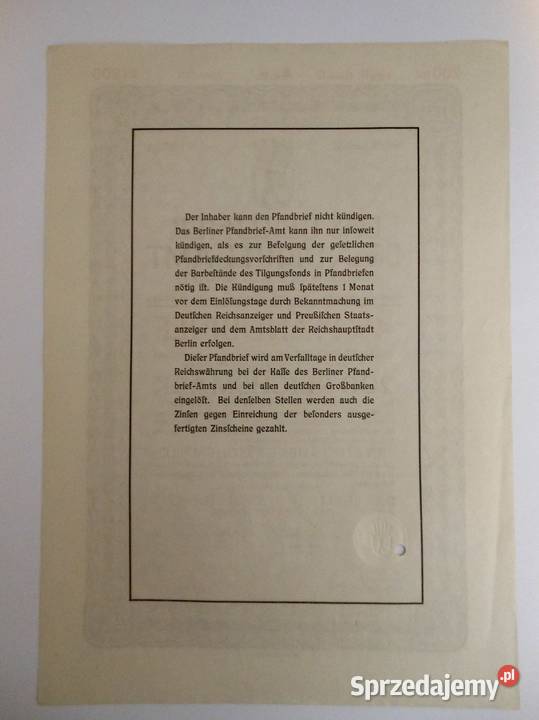 Der Inhaber kann den Pfandbrief nicht kündigen.
Das Berliner Pfandbrief-Amt kann ihn nur inſoweit
kündigen, als es zur Befolgung der geſetzlichen
Pfandbriefdeckungsvorſchriften und zur Belegung
der Barbeſtände des Tilgungsfonds in Pfandbriefen
nötig iſt. Die Kündigung muß ſpäteſtens 1 Monat
vor dem Einlöſungstage durch Bekanntmachung im
Deutſchen Reichsanzeiger und Preußiſchen Staats-
anzeiger und dem Amtsblatt der Reichshauptſtadt
Berlin erfolgen.
Dieſer Pfandbrief wird am Verfalltage in deutſcher
Reichswährung bei der Kaſſe des Berliner Pfand-
brief-Amts und bei allen deutſchen Großbanken
eingelöſt. Bei denſelben Stellen werden auch die
Zinſen gegen Einreichung der beſonders ausge-
fertigten Zinsſcheine gezahlt.
Sprzedajemy.pl